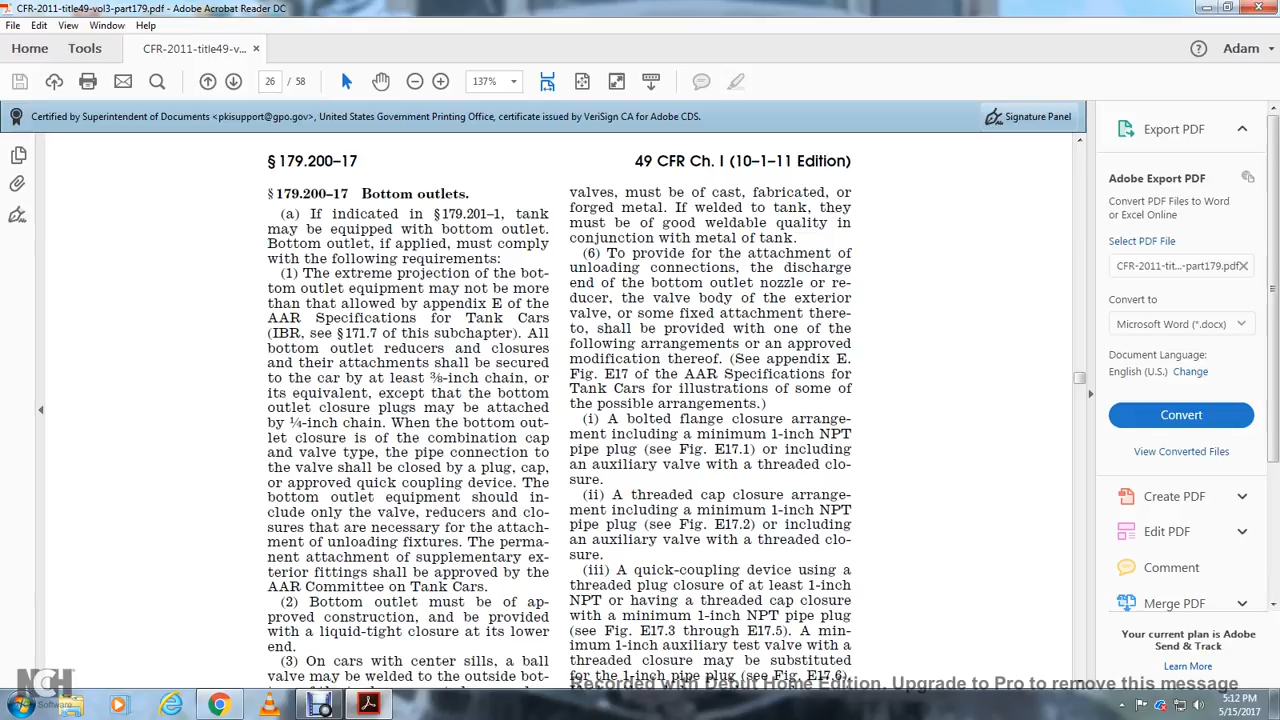 CFR-2011-title49-vol3-part179.pdf - Adobe Acrobat Reader DC
File Edit View Window Help
Home Tools CFR-2011-title49-v... × Adam
26 / 58 137%
Certified by Superintendent of Documents <pkisupport@gpo.gov>, United States Government Printing Office, certificate issued by VeriSign CA for Adobe CDS. Signature Panel
§ 179.200–17
§ 179.200–17 Bottom outlets.
(a) If indicated in § 179.201–1, tank
may be equipped with bottom outlet.
Bottom outlet, if applied, must comply
with the following requirements:
(1) The extreme projection of the bot-
tom outlet equipment may not be more
than that allowed by appendix E of the
AAR Specifications for Tank Cars
(IBR, see § 171.7 of this subchapter). All
bottom outlet reducers and closures
and their attachments shall be secured
to the car by at least ⅜-inch chain, or
its equivalent, except that the bottom
outlet closure plugs may be attached
by ¼-inch chain. When the bottom out-
let closure is of the combination cap
and valve type, the pipe connection to
the valve shall be closed by a plug, cap,
or approved quick coupling device. The
bottom outlet equipment should in-
clude only the valve, reducers and clo-
sures that are necessary for the attach-
ment of unloading fixtures. The perma-
nent attachment of supplementary ex-
terior fittings shall be approved by the
AAR Committee on Tank Cars.
(2) Bottom outlet must be of ap-
proved construction, and be provided
with a liquid-tight closure at its lower
end.
(3) On cars with center sills, a ball
valve may be welded to the outside bot-
49 CFR Ch. I (10–1–11 Edition)
valves, must be of cast, fabricated, or
forged metal. If welded to tank, they
must be of good weldable quality in
conjunction with metal of tank.
(6) To provide for the attachment of
unloading connections, the discharge
end of the bottom outlet nozzle or re-
ducer, the valve body of the exterior
valve, or some fixed attachment there-
to, shall be provided with one of the
following arrangements or an approved
modification thereof. (See appendix E.
Fig. E17 of the AAR Specifications for
Tank Cars for illustrations of some of
the possible arrangements.)
(i) A bolted flange closure arrange-
ment including a minimum 1-inch NPT
pipe plug (see Fig. E17.1) or including
an auxiliary valve with a threaded clo-
sure.
(ii) A threaded cap closure arrange-
ment including a minimum 1-inch NPT
pipe plug (see Fig. E17.2) or including
an auxiliary valve with a threaded clo-
sure.
(iii) A quick-coupling device using a
threaded plug closure of at least 1-inch
NPT or having a threaded cap closure
with a minimum 1-inch NPT pipe plug
(see Fig. E17.3 through E17.5). A min-
imum 1-inch auxiliary test valve with a
threaded closure may be substituted
for the 1-inch pipe plug (see Fig. E17.6).
Export PDF
Adobe Export PDF
Convert PDF Files to Word
or Excel Online
Select PDF File
CFR-2011-tit...-part179.pdf
Convert to
Microsoft Word (*.docx)
Document Language:
English (U.S.) Change
Convert
View Converted Files
Create PDF
Edit PDF
Comment
Merge PDF
Your current plan is Adobe
Send & Track
Learn More
Recorded with Debut Home Edition, Upgrade to Pro to remove this message
NCH
Software
5:12 PM
5/15/2017